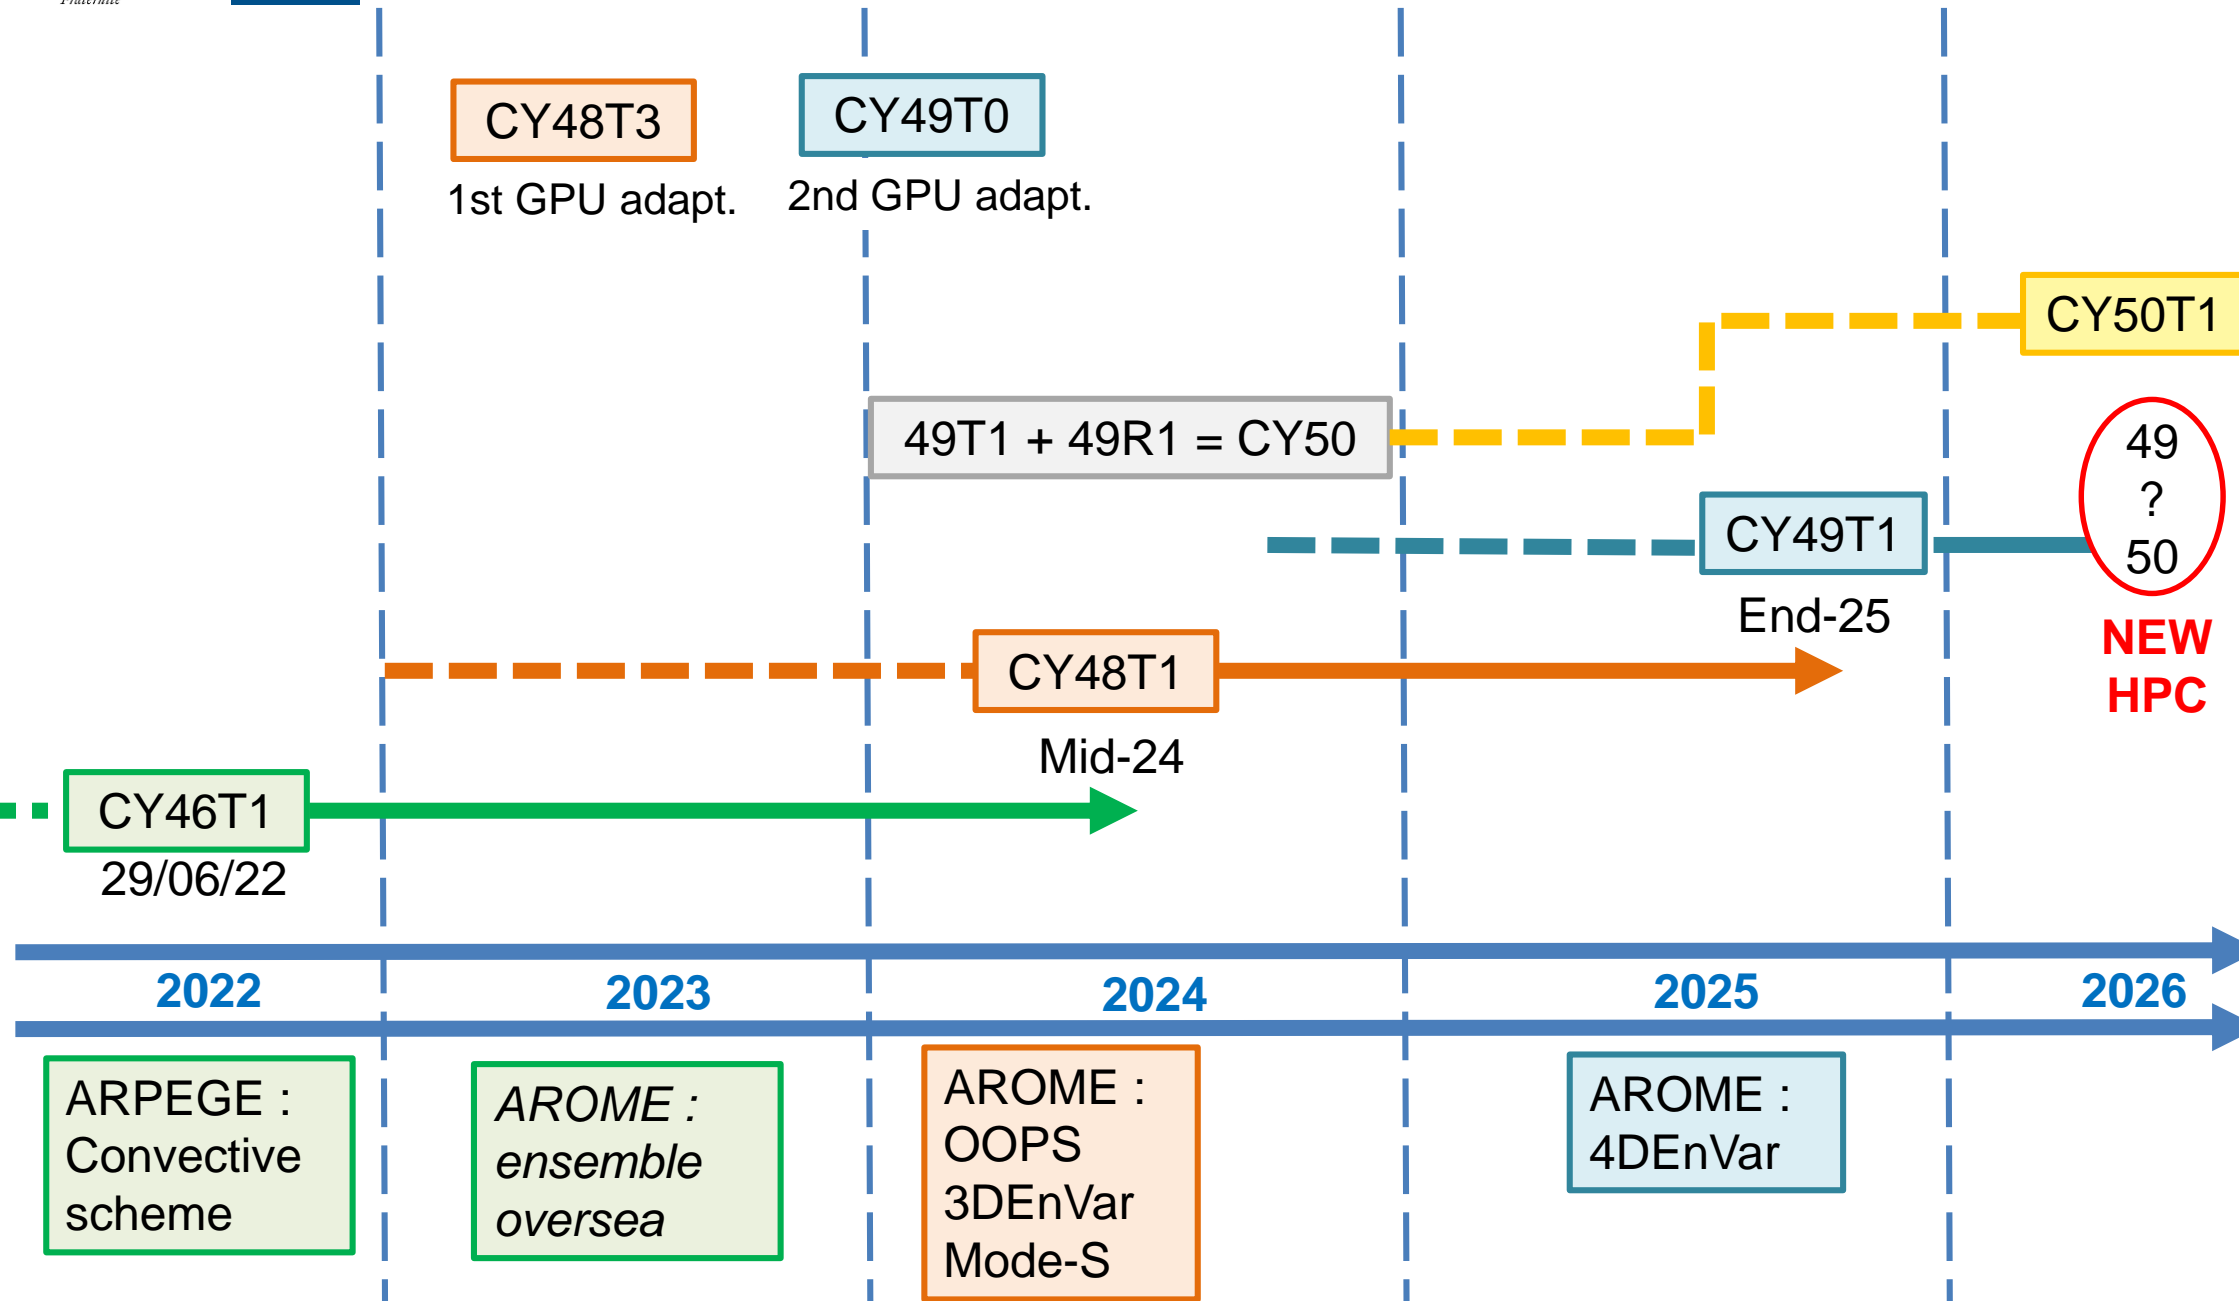 Fraternité
CY48T3
1st GPU adapt.
CY49T0
2nd GPU adapt.
CY50T1
49T1 + 49R1 = CY50
49
?
50
NEW
HPC
CY49T1
End-25
CY48T1
Mid-24
CY46T1
29/06/22
2022
2023
2024
2025
2026
ARPEGE :
Convective
scheme
AROME :
ensemble
oversea
AROME :
OOPS
3DEnVar
Mode-S
AROME :
4DEnVar